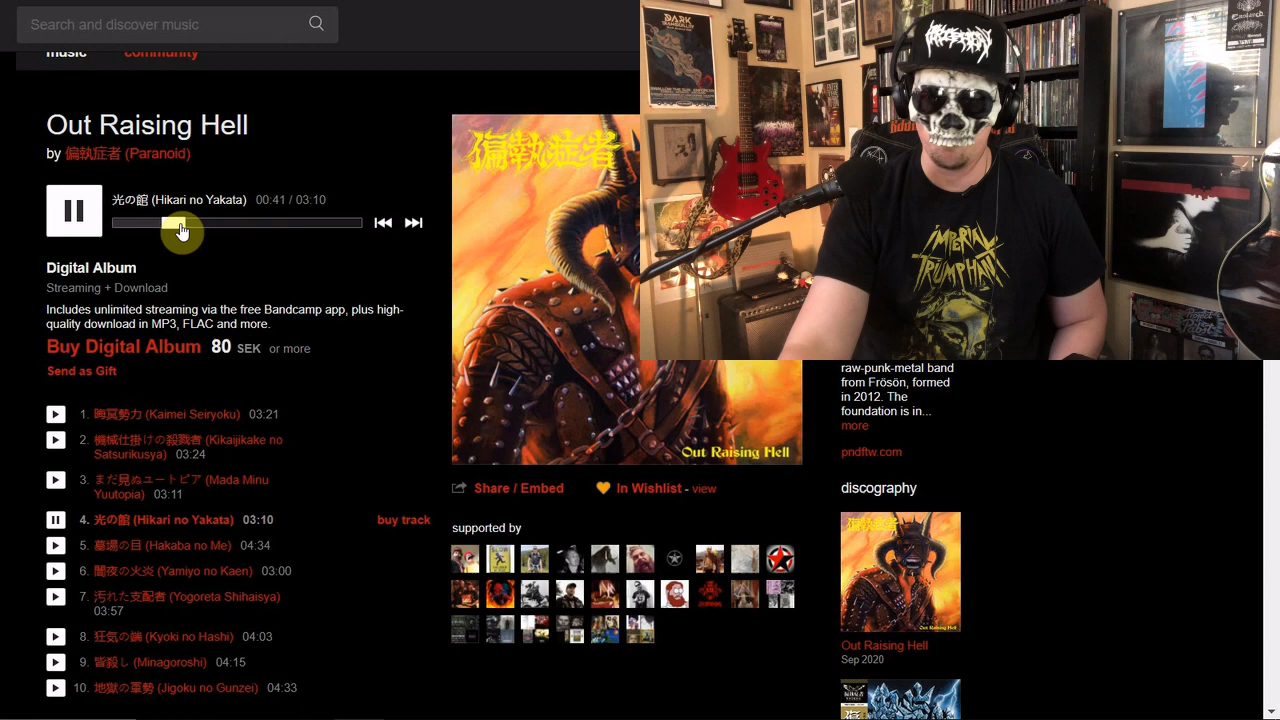 Search and discover music
music
community
Out Raising Hell
by 偏執症者 (Paranoid)
光の館 (Hikari no Yakata) 00:41 / 03:10
Digital Album
Streaming + Download
Includes unlimited streaming via the free Bandcamp app, plus high-
quality download in MP3, FLAC and more.
Buy Digital Album 80 SEK or more
Send as Gift
1. 晦冥勢力 (Kaimei Seiryoku) 03:21
2. 機械仕掛けの殺戮者 (Kikaijikake no
Satsurikusya) 03:24
3. まだ見ぬユートピア (Mada Minu
Yuutopia) 03:11
4. 光の館 (Hikari no Yakata) 03:10 buy track
5. 墓場の目 (Hakaba no Me) 04:34
6. 闇夜の火炎 (Yamiyo no Kaen) 03:00
7. 汚れた支配者 (Yogoreta Shihaisya)
03:57
8. 狂気の端 (Kyoki no Hashi) 04:03
9. 皆殺し (Minagoroshi) 04:15
10. 地獄の軍勢 (Jigoku no Gunzei) 04:33
偏執症者
Out Raising Hell
Share / Embed
In Wishlist - view
supported by
DARK
TRANQUILLITY
IMPERIAL
TRIUMPHANT
raw-punk-metal band
from Frösön, formed
in 2012. The
foundation is in...
more
pndftw.com
discography
偏執症者
Out Raising Hell
Out Raising Hell
Sep 2020